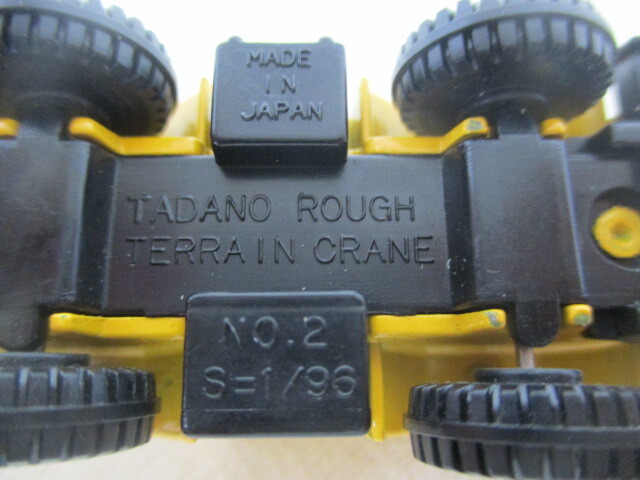 MADE
IN
JAPAN
TADANO ROUGH
TERRAIN CRANE
NO.2
S=1/96